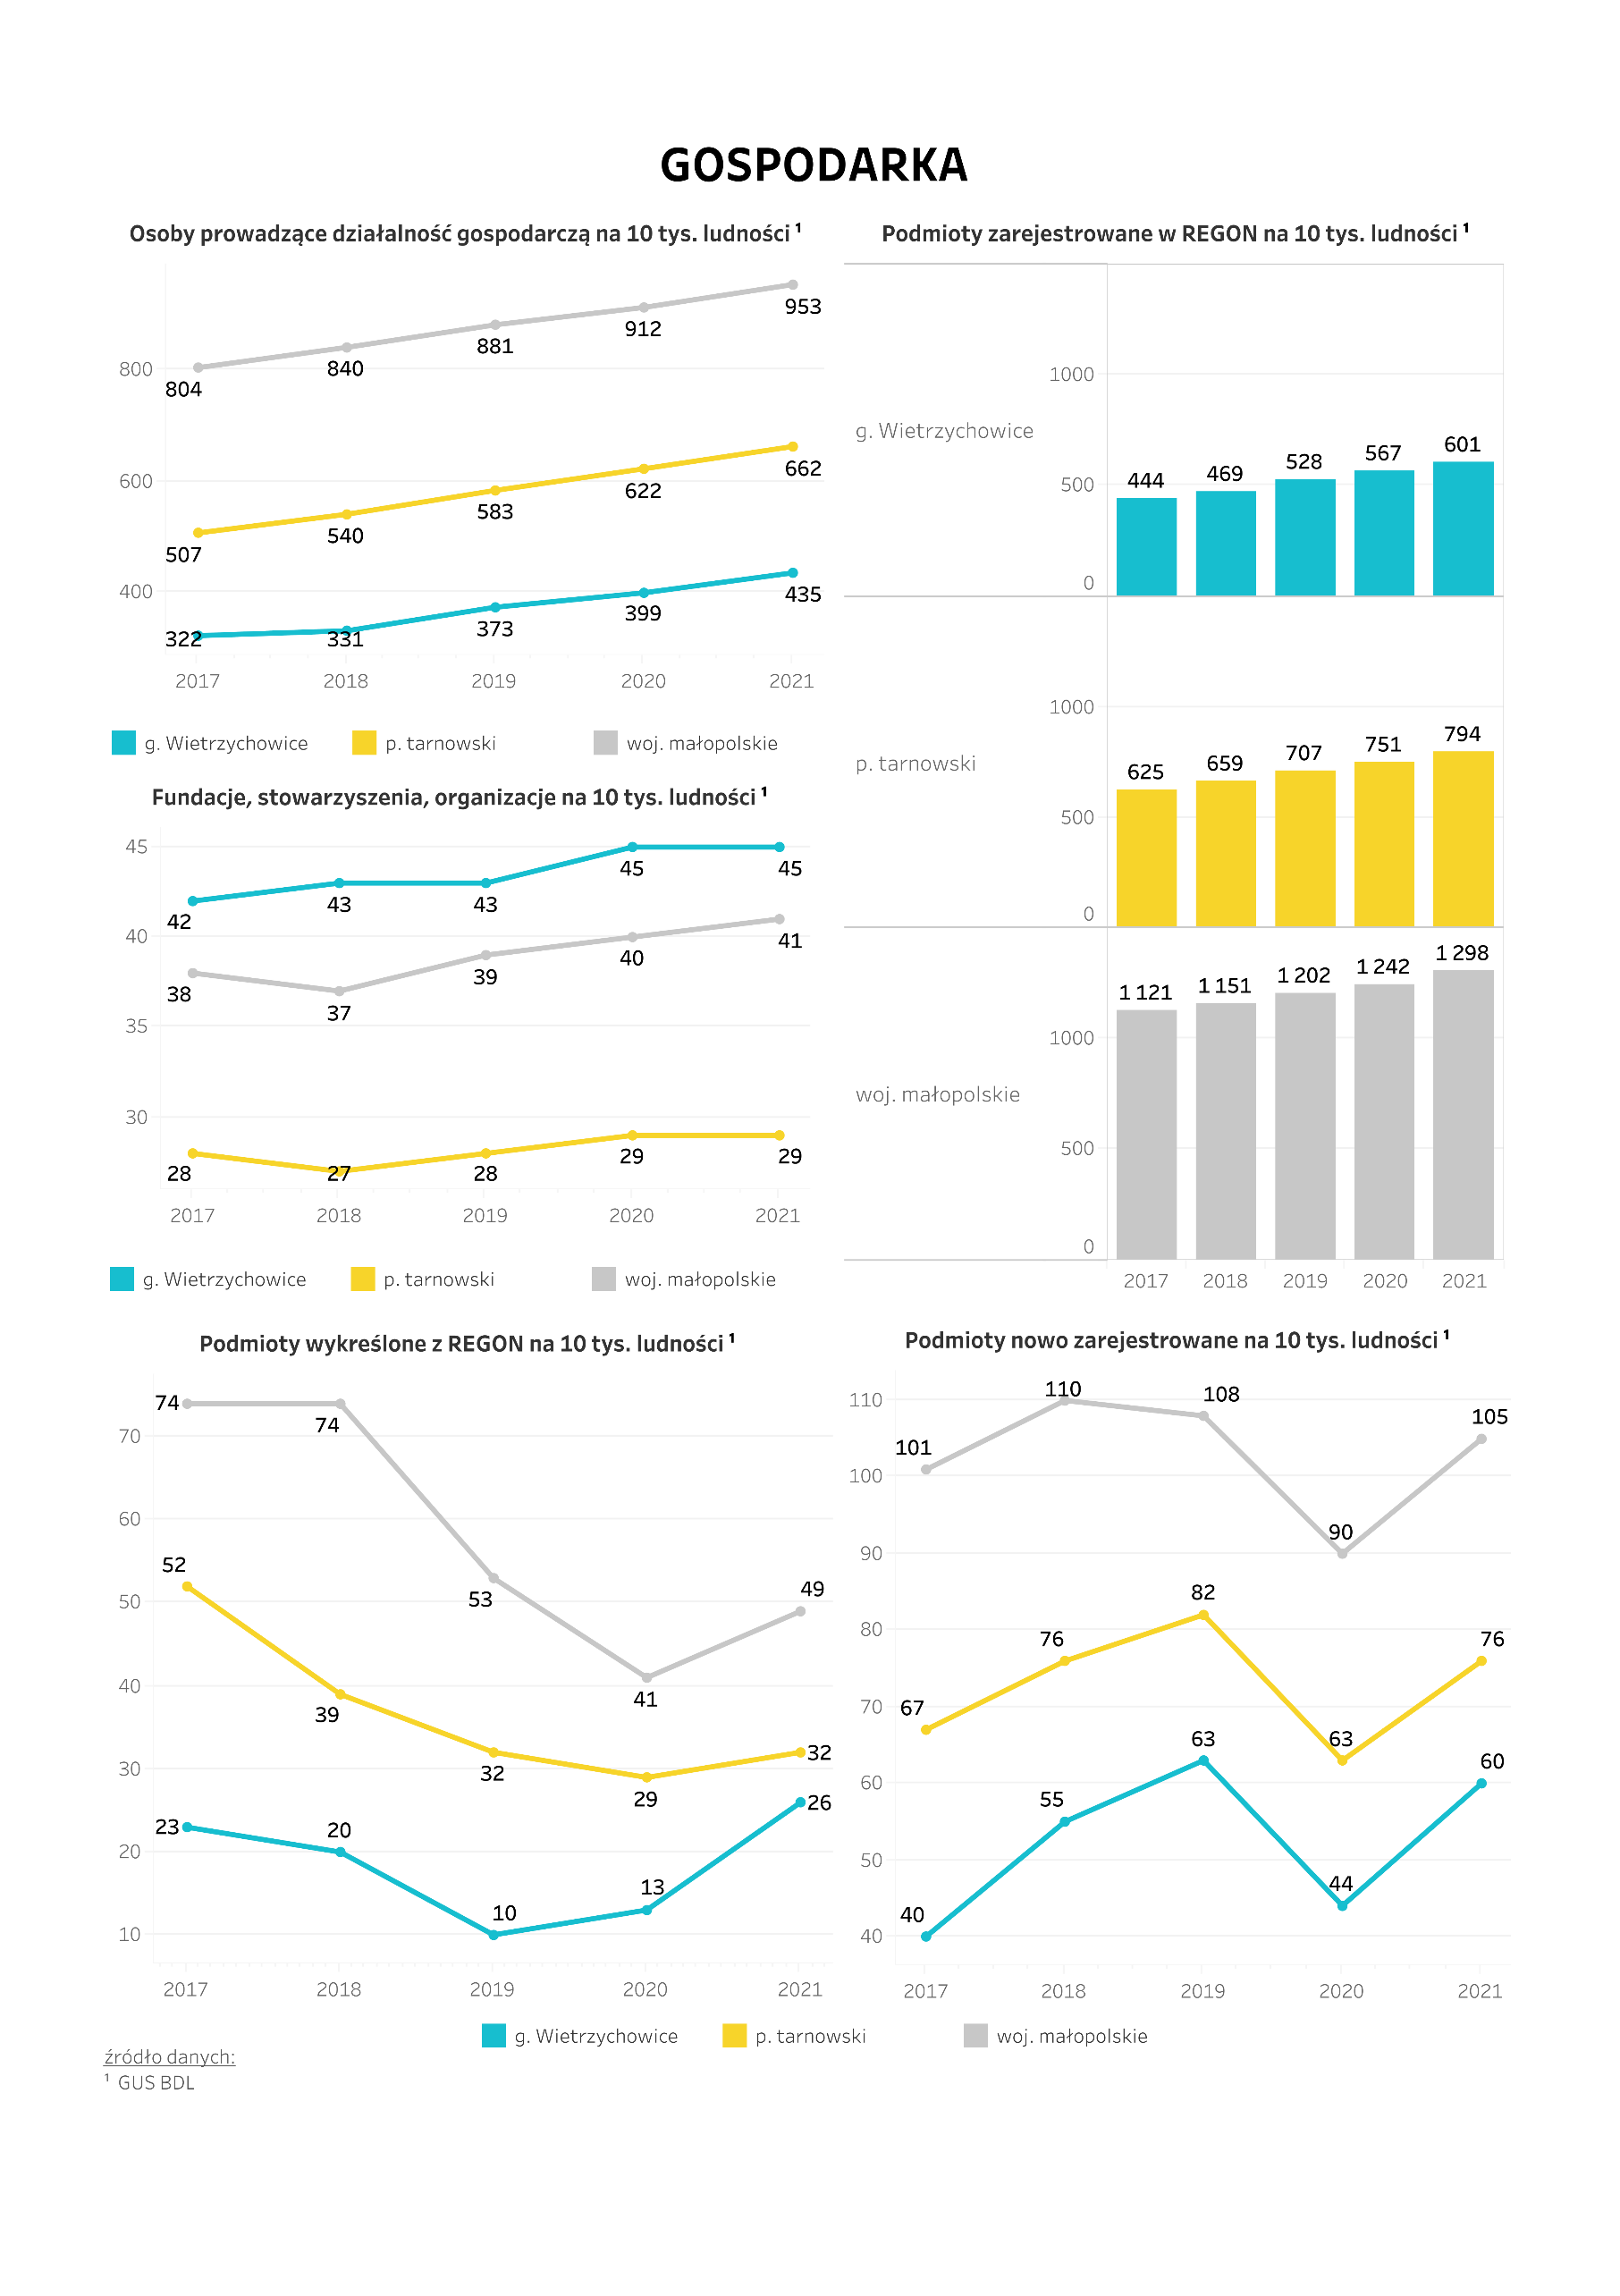 GOSPODARKA
Osoby prowadzące działalność gospodarczą na 10 tys. ludności ¹
800
600
400
804
840
881
912
953
507
540
583
622
662
322
331
373
399
435
2017 2018 2019 2020 2021
g. Wietrzychowice p. tarnowski woj. małopolskie
Podmioty zarejestrowane w REGON na 10 tys. ludności ¹
g. Wietrzychowice
1000
500
0
444 469 528 567 601
p. tarnowski
1000
500
0
625 659 707 751 794
woj. małopolskie
1000
500
0
1 121 1 151 1 202 1 242 1 298
2017 2018 2019 2020 2021
Fundacje, stowarzyszenia, organizacje na 10 tys. ludności ¹
45
40
35
30
42 43 43 45 45
38 37 39 40 41
28 27 28 29 29
2017 2018 2019 2020 2021
g. Wietrzychowice p. tarnowski woj. małopolskie
Podmioty wykreślone z REGON na 10 tys. ludności ¹
70
60
50
40
30
20
10
74 74 53 41 49
52 39 32 29 32
23 20 10 13 26
2017 2018 2019 2020 2021
Podmioty nowo zarejestrowane na 10 tys. ludności ¹
110
100
90
80
70
60
50
40
101 110 108 90 105
67 76 82 63 76
40 55 63 44 60
2017 2018 2019 2020 2021
g. Wietrzychowice p. tarnowski woj. małopolskie
źródło danych:
¹ GUS BDL